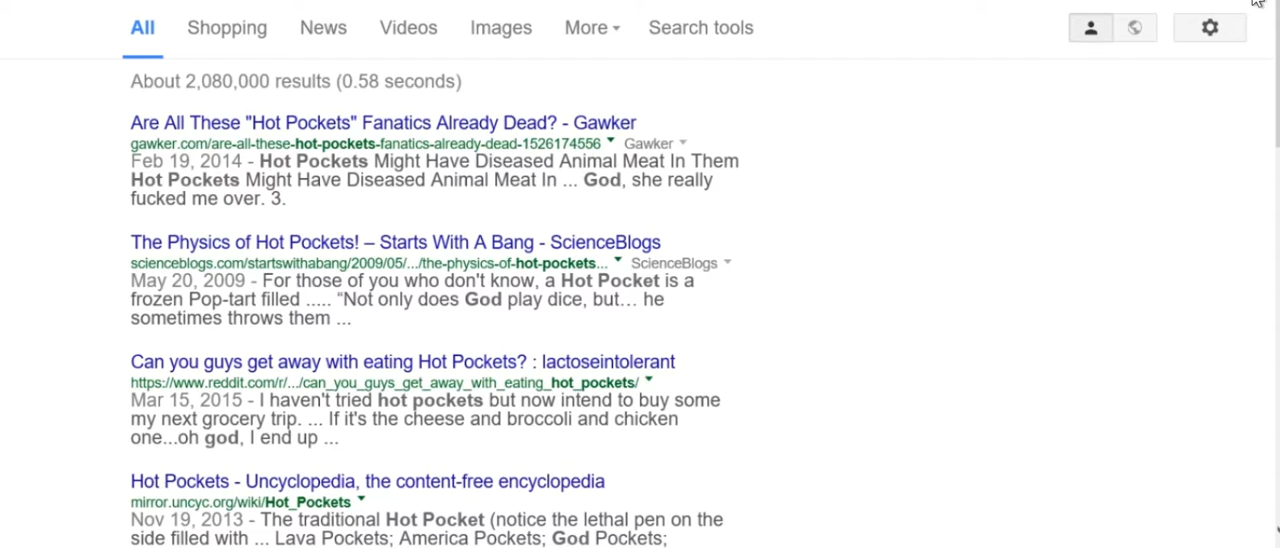 All Shopping News Videos Images More Search tools
About 2,080,000 results (0.58 seconds)
Are All These "Hot Pockets" Fanatics Already Dead? - Gawker
gawker.com/are-all-these-hot-pockets-fanatics-already-dead-1526174556 Gawker
Feb 19, 2014 - Hot Pockets Might Have Diseased Animal Meat In Them
Hot Pockets Might Have Diseased Animal Meat In ... God, she really
fucked me over. 3.
The Physics of Hot Pockets! – Starts With A Bang - ScienceBlogs
scienceblogs.com/startswithabang/2009/05/.../the-physics-of-hot-pockets... ScienceBlogs
May 20, 2009 - For those of you who don't know, a Hot Pocket is a
frozen Pop-tart filled ..... “Not only does God play dice, but... he
sometimes throws them ...
Can you guys get away with eating Hot Pockets? : lactoseintolerant
https://www.reddit.com/r/.../can_you_guys_get_away_with_eating_hot_pockets/
Mar 15, 2015 - I haven't tried hot pockets but now intend to buy some
my next grocery trip. ... If it's the cheese and broccoli and chicken
one...oh god, I end up ...
Hot Pockets - Uncyclopedia, the content-free encyclopedia
mirror.uncyc.org/wiki/Hot_Pockets
Nov 19, 2013 - The traditional Hot Pocket (notice the lethal pen on the
side filled with ... Lava Pockets; America Pockets; God Pockets;